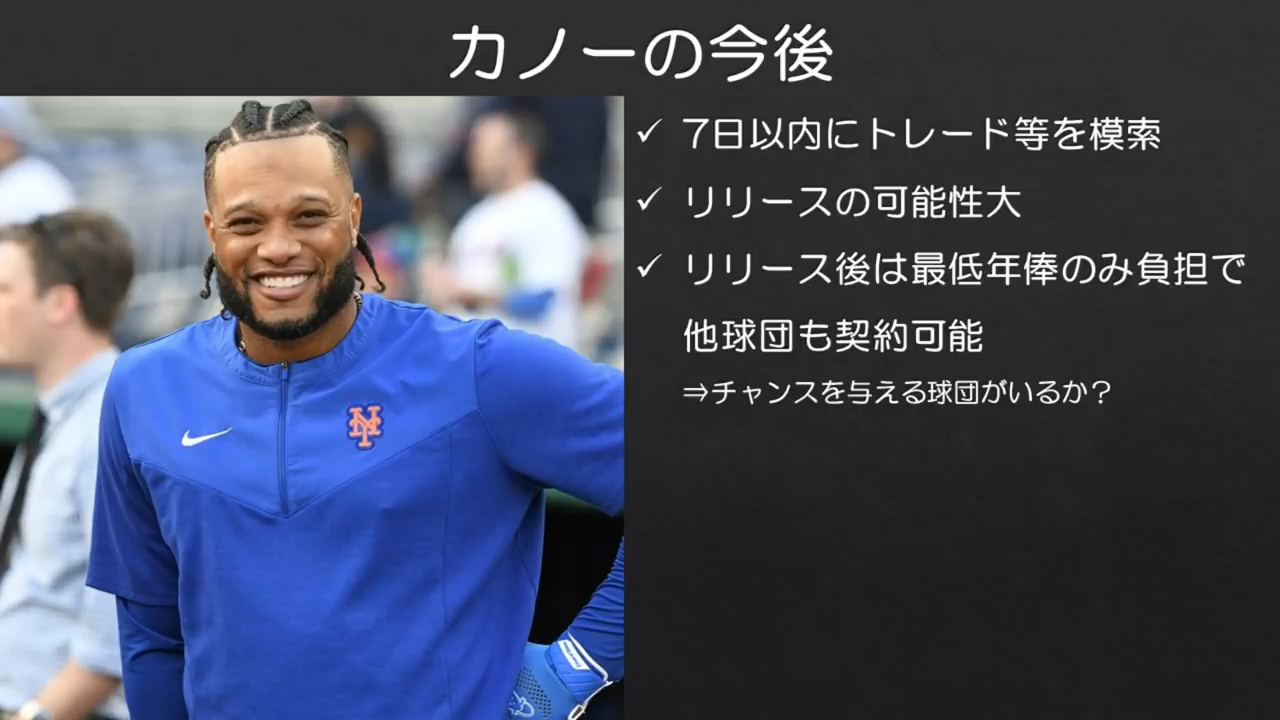 カノーの今後
✓ 7日以内にトレード等を模索
✓ リリースの可能性大
✓ リリース後は最低年俸のみ負担で
他球団も契約可能
⇒チャンスを与える球団がいるか？
NY